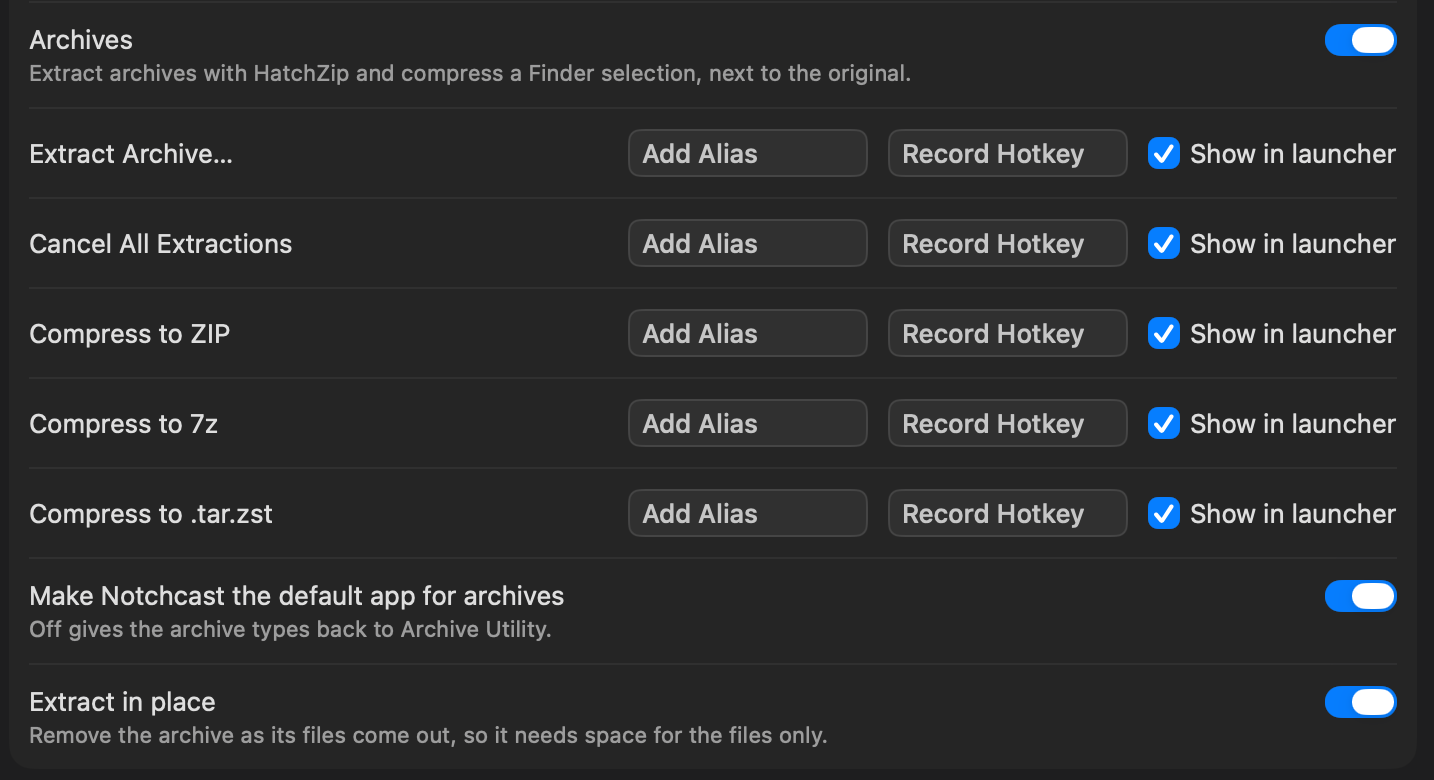 Archives
Extract archives with HatchZip and compress a Finder selection, next to the original.
Extract Archive... Add Alias Record Hotkey Show in launcher
Cancel All Extractions Add Alias Record Hotkey Show in launcher
Compress to ZIP Add Alias Record Hotkey Show in launcher
Compress to 7z Add Alias Record Hotkey Show in launcher
Compress to .tar.zst Add Alias Record Hotkey Show in launcher
Make Notchcast the default app for archives
Off gives the archive types back to Archive Utility.
Extract in place
Remove the archive as its files come out, so it needs space for the files only.